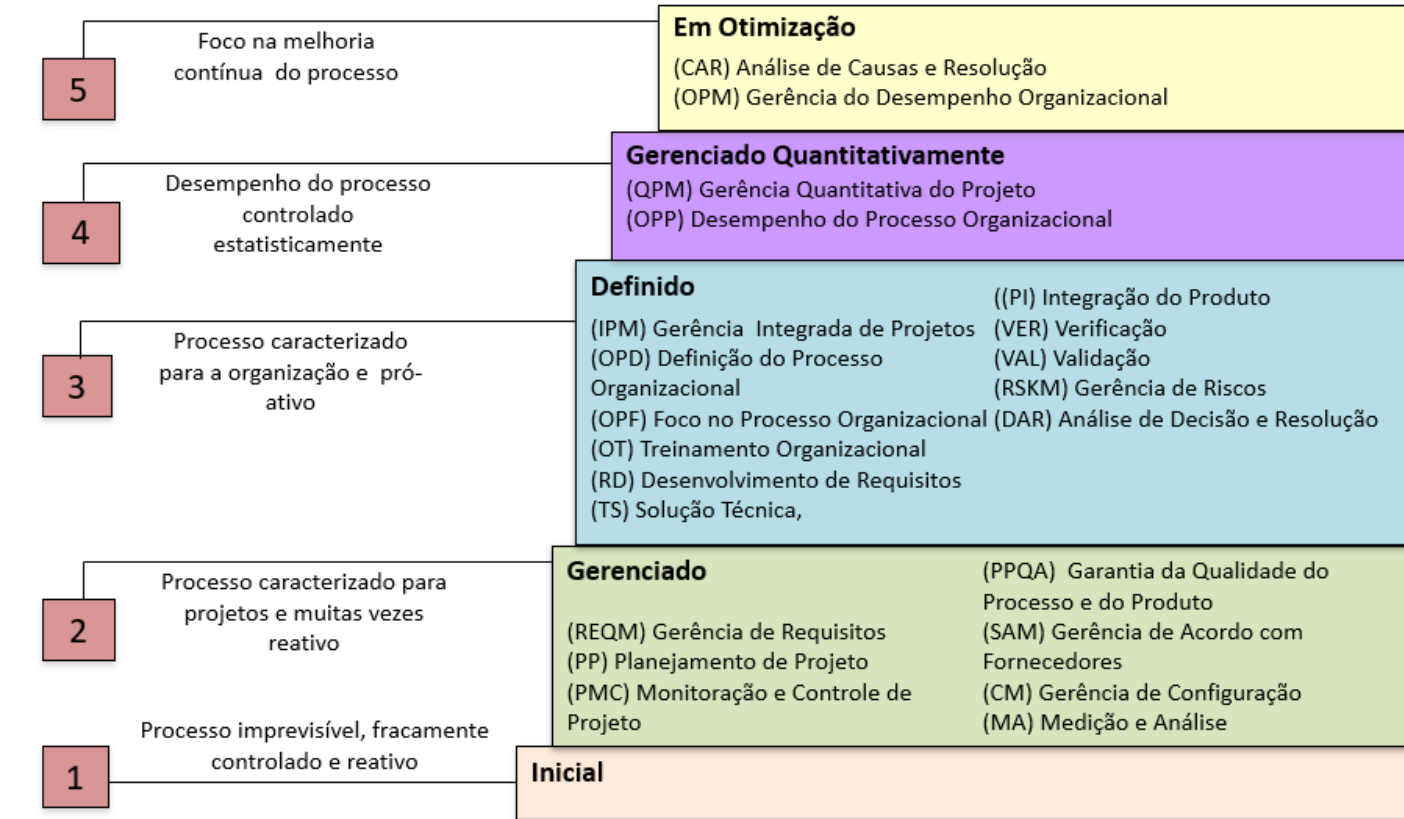 5
Foco na melhoria
contínua do processo
Em Otimização
(CAR) Análise de Causas e Resolução
(OPM) Gerência do Desempenho Organizacional
4
Desempenho do processo
controlado
estatisticamente
Gerenciado Quantitativamente
(QPM) Gerência Quantitativa do Projeto
(OPP) Desempenho do Processo Organizacional
3
Processo caracterizado
para a organização e pró-
ativo
Definido
(IPM) Gerência Integrada de Projetos
(OPD) Definição do Processo
Organizacional
(OPF) Foco no Processo Organizacional
(OT) Treinamento Organizacional
(RD) Desenvolvimento de Requisitos
(TS) Solução Técnica,
((PI) Integração do Produto
(VER) Verificação
(VAL) Validação
(RSKM) Gerência de Riscos
(DAR) Análise de Decisão e Resolução
2
Processo caracterizado para
projetos e muitas vezes
reativo
Gerenciado
(REQM) Gerência de Requisitos
(PP) Planejamento de Projeto
(PMC) Monitoração e Controle de
Projeto
(PPQA) Garantia da Qualidade do
Processo e do Produto
(SAM) Gerência de Acordo com
Fornecedores
(CM) Gerência de Configuração
(MA) Medição e Análise
1
Processo imprevisível, fracamente
controlado e reativo
Inicial